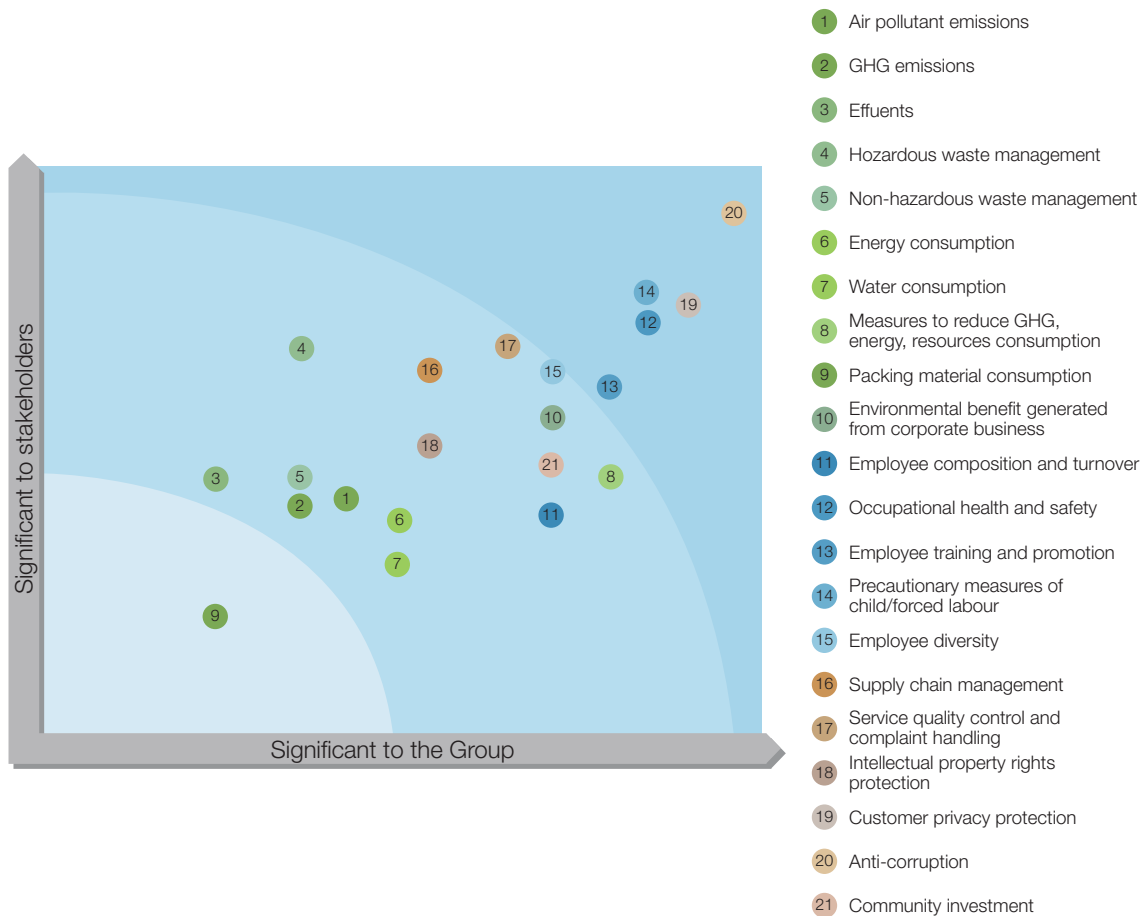 Significant to stakeholders
Significant to the Group
20
14
19
12
17
4
16
15
13
10
18
21
3
5
8
1
2
11
6
7
9
1 Air pollutant emissions
2 GHG emissions
3 Effuents
4 Hozardous waste management
5 Non-hazardous waste management
6 Energy consumption
7 Water consumption
8 Measures to reduce GHG,
energy, resources consumption
9 Packing material consumption
10 Environmental benefit generated
from corporate business
11 Employee composition and turnover
12 Occupational health and safety
13 Employee training and promotion
14 Precautionary measures of
child/forced labour
15 Employee diversity
16 Supply chain management
17 Service quality control and
complaint handling
18 Intellectual property rights
protection
19 Customer privacy protection
20 Anti-corruption
21 Community investment